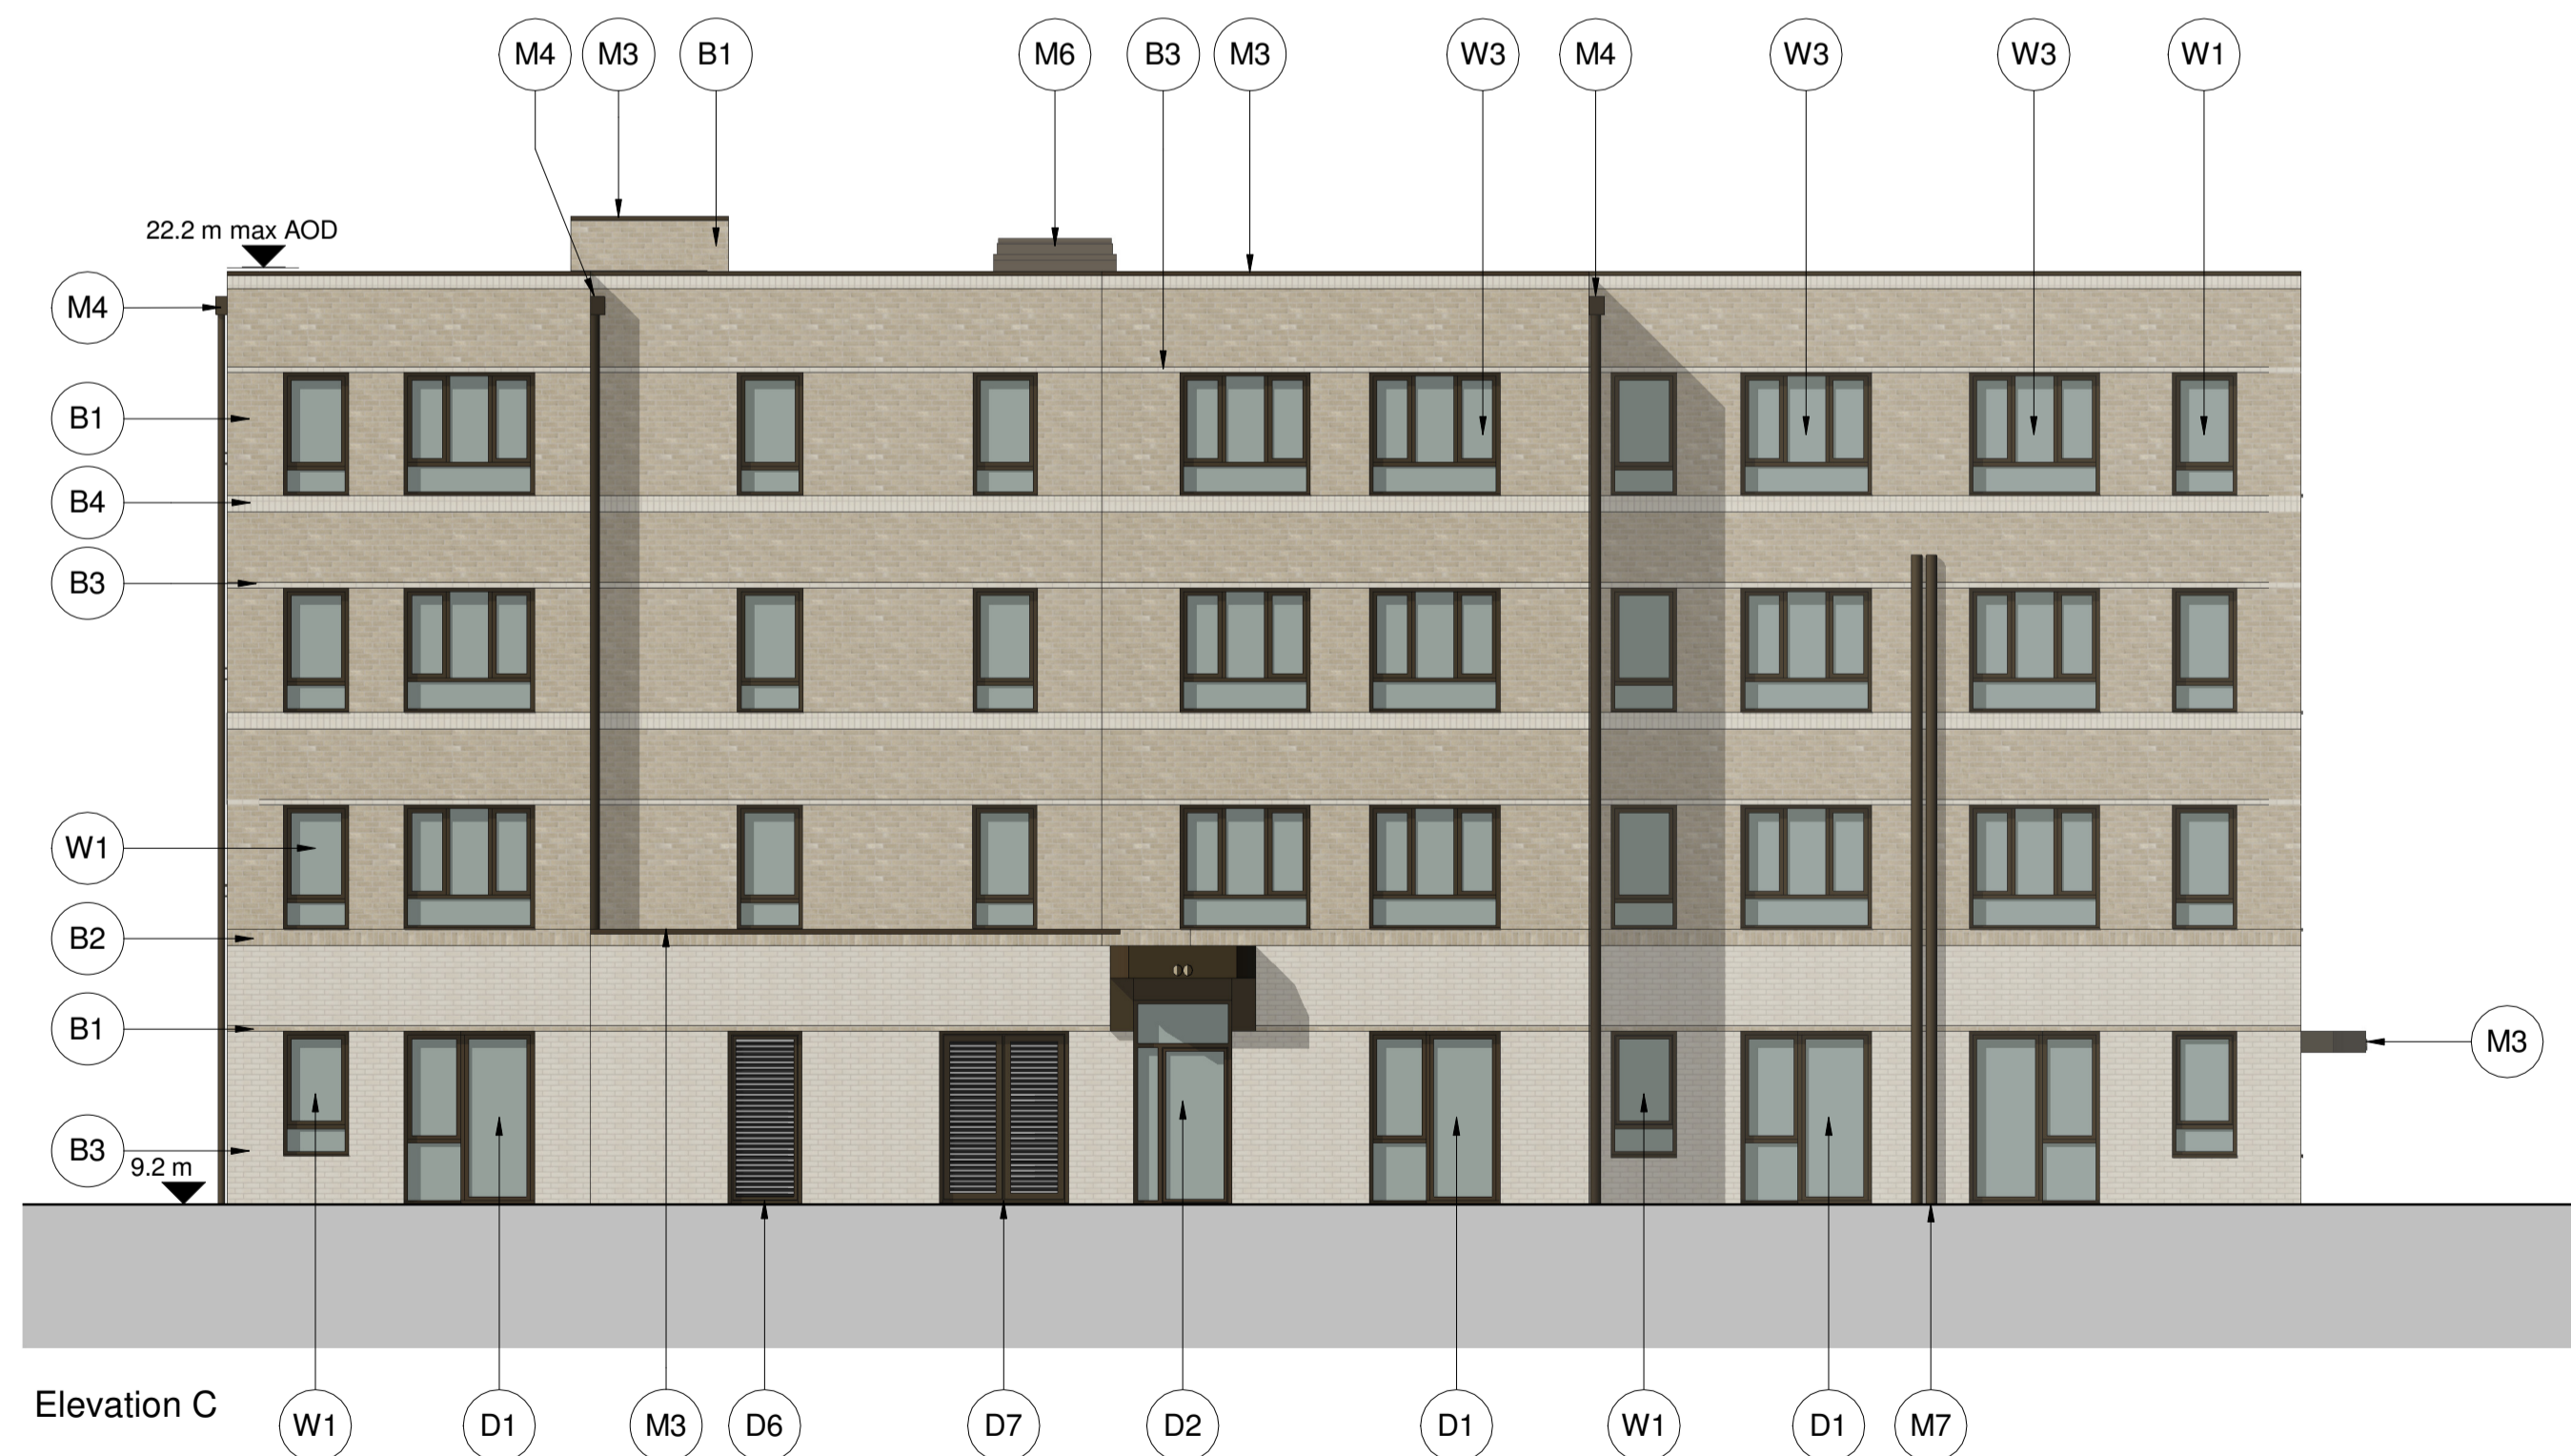 M4 M3 B1 M6 B3 M3 W3 M4 W3 W3 W1
22.2 m max AOD
M4
B1
B4
B3
W1
B2
B1
M3
B3
9.2 m
Elevation C
W1 D1 M3 D6 D7 D2 D1 W1 D1 M7